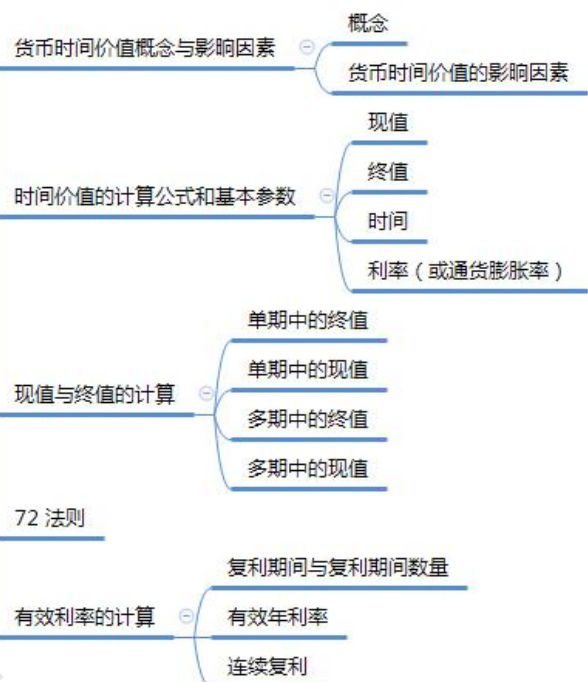 货币时间价值概念与影响因素
概念
货币时间价值的影响因素
时间价值的计算公式和基本参数
现值
终值
时间
利率（或通货膨胀率）
现值与终值的计算
单期中的终值
单期中的现值
多期中的终值
多期中的现值
72 法则
有效利率的计算
复利期间与复利期间数量
有效年利率
连续复利